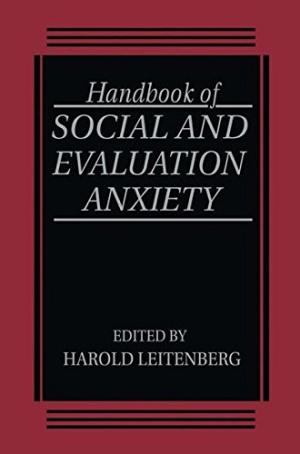 Handbook of
SOCIAL AND
EVALUATION
ANXIETY
EDITED BY
HAROLD LEITENBERG